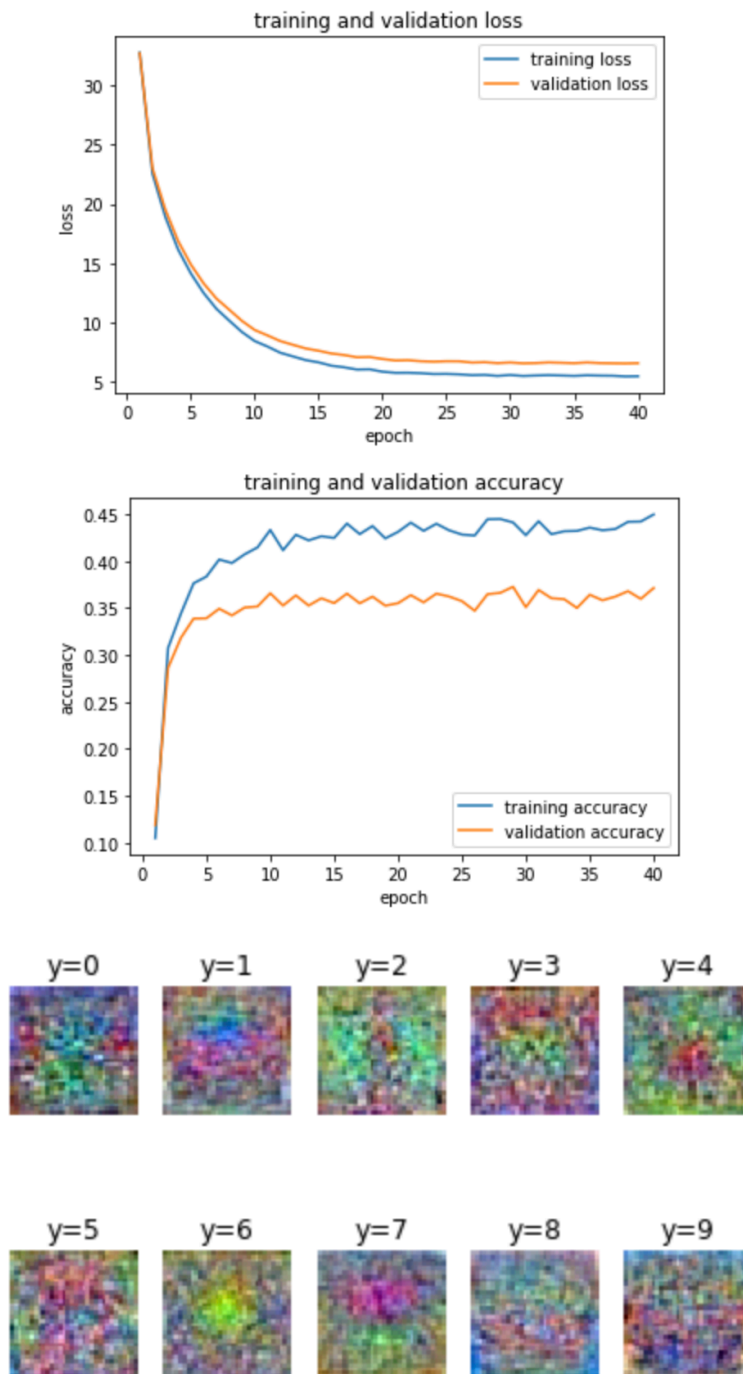 training and validation loss
training loss
validation loss
30
25
20
15
10
5
loss
0 5 10 15 20 25 30 35 40
epoch
training and validation accuracy
0.45
0.40
0.35
0.30
0.25
0.20
0.15
0.10
accuracy
training accuracy
validation accuracy
0 5 10 15 20 25 30 35 40
epoch
y=0 y=1 y=2 y=3 y=4
y=5 y=6 y=7 y=8 y=9